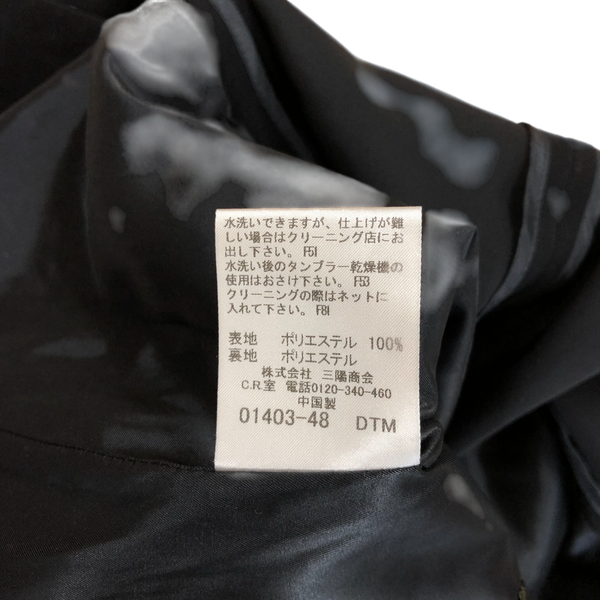 水洗いできますが、仕上げが難
しい場合はクリーニング店にお
出し下さい。 F51
水洗い後のタンブラー乾燥機の
使用はおさけ下さい。 F53
クリーニングの際はネットに
入れて下さい。 F81
表地 ポリエステル 100%
裏地 ポリエステル
株式会社 三陽商会
C.R.室 電話0120-340-460
中国製
01403-48 DTM